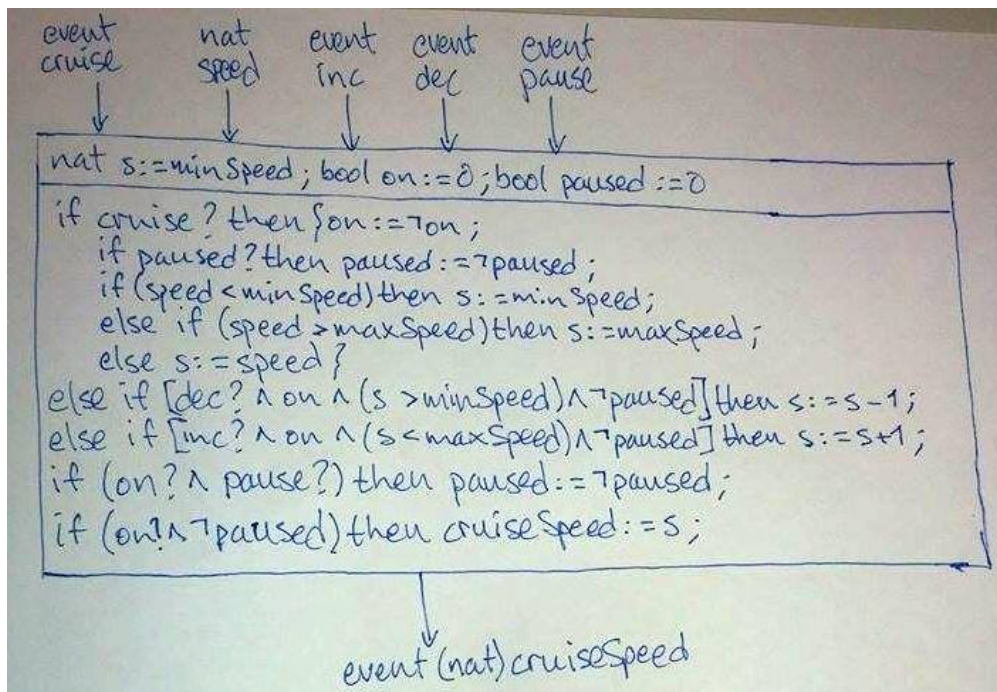 event cruise nat speed event inc event dec event pause
nat s:=minSpeed; bool on:=0; bool paused:=0
if cruise? then {on:=¬on;
if paused? then paused:=¬paused;
if (speed<minSpeed) then s:=minSpeed;
else if (speed>maxSpeed) then s:=maxSpeed;
else s:=speed}
else if [dec? ∧ on ∧ (s >minSpeed) ∧ ¬paused] then s:=s-1;
else if [inc? ∧ on ∧ (s<maxSpeed) ∧ ¬paused] then s:=s+1;
if (on? ∧ pause?) then paused:=¬paused;
if (on? ∧ ¬paused) then cruiseSpeed:=s;
event(nat) cruiseSpeed